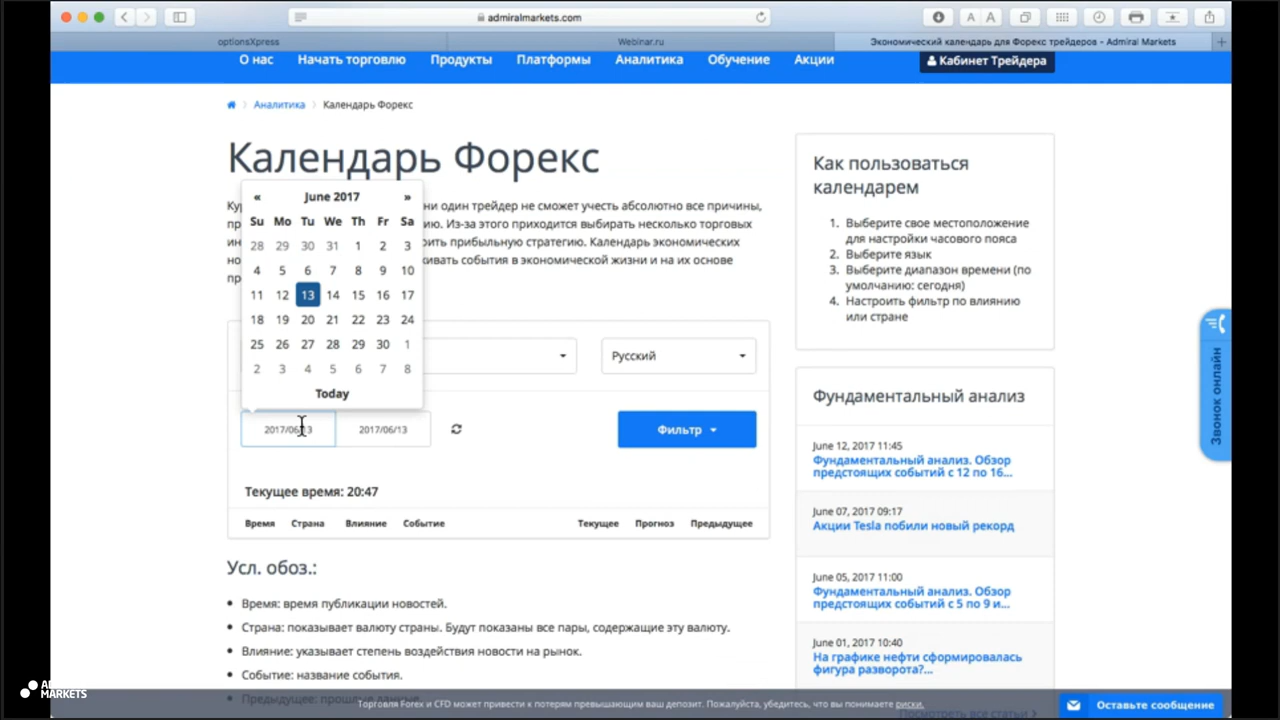 admiralmarkets.com
optionsXpress
Webinar.ru
Экономический календарь для Форекс трейдеров - Admiral Markets
О нас
Начать торговлю
Продукты
Платформы
Аналитика
Обучение
Акции
Кабинет Трейдера
Аналитика
Календарь Форекс
Календарь Форекс
ни один трейдер не сможет учесть абсолютно все причины,
ию. Из-за этого приходится выбирать несколько торговых
оить прибыльную стратегию. Календарь экономических
живать события в экономической жизни и на их основе
« June 2017 »
Su Mo Tu We Th Fr Sa
28 29 30 31 1 2 3
4 5 6 7 8 9 10
11 12 13 14 15 16 17
18 19 20 21 22 23 24
25 26 27 28 29 30 1
2 3 4 5 6 7 8
Today
Русский
2017/06/13
2017/06/13
Фильтр
Текущее время: 20:47
Время Страна Влияние Событие Текущее Прогноз Предыдущее
Усл. обоз.:
Время: время публикации новостей.
Страна: показывает валюту страны. Будут показаны все пары, содержащие эту валюту.
Влияние: указывает степень воздействия новости на рынок.
Событие: название события.
Предыдущее: прошлые данные.
Как пользоваться
календарем
1. Выберите свое местоположение
для настройки часового пояса
2. Выберите язык
3. Выберите диапазон времени (по
умолчанию: сегодня)
4. Настроить фильтр по влиянию
или стране
Фундаментальный анализ
June 12, 2017 11:45
Фундаментальный анализ. Обзор
предстоящих событий с 12 по 16...
June 07, 2017 09:17
Акции Tesla побили новый рекорд
June 05, 2017 11:00
Фундаментальный анализ. Обзор
предстоящих событий с 5 по 9 и...
June 01, 2017 10:40
На графике нефти сформировалась
фигура разворота?...
Посмотреть все статьи
Звонок онлайн
MARKETS
Торговля Forex и CFD может привести к потерям превышающим ваш депозит. Пожалуйста, убедитесь, что вы понимаете риски.
Оставьте сообщение